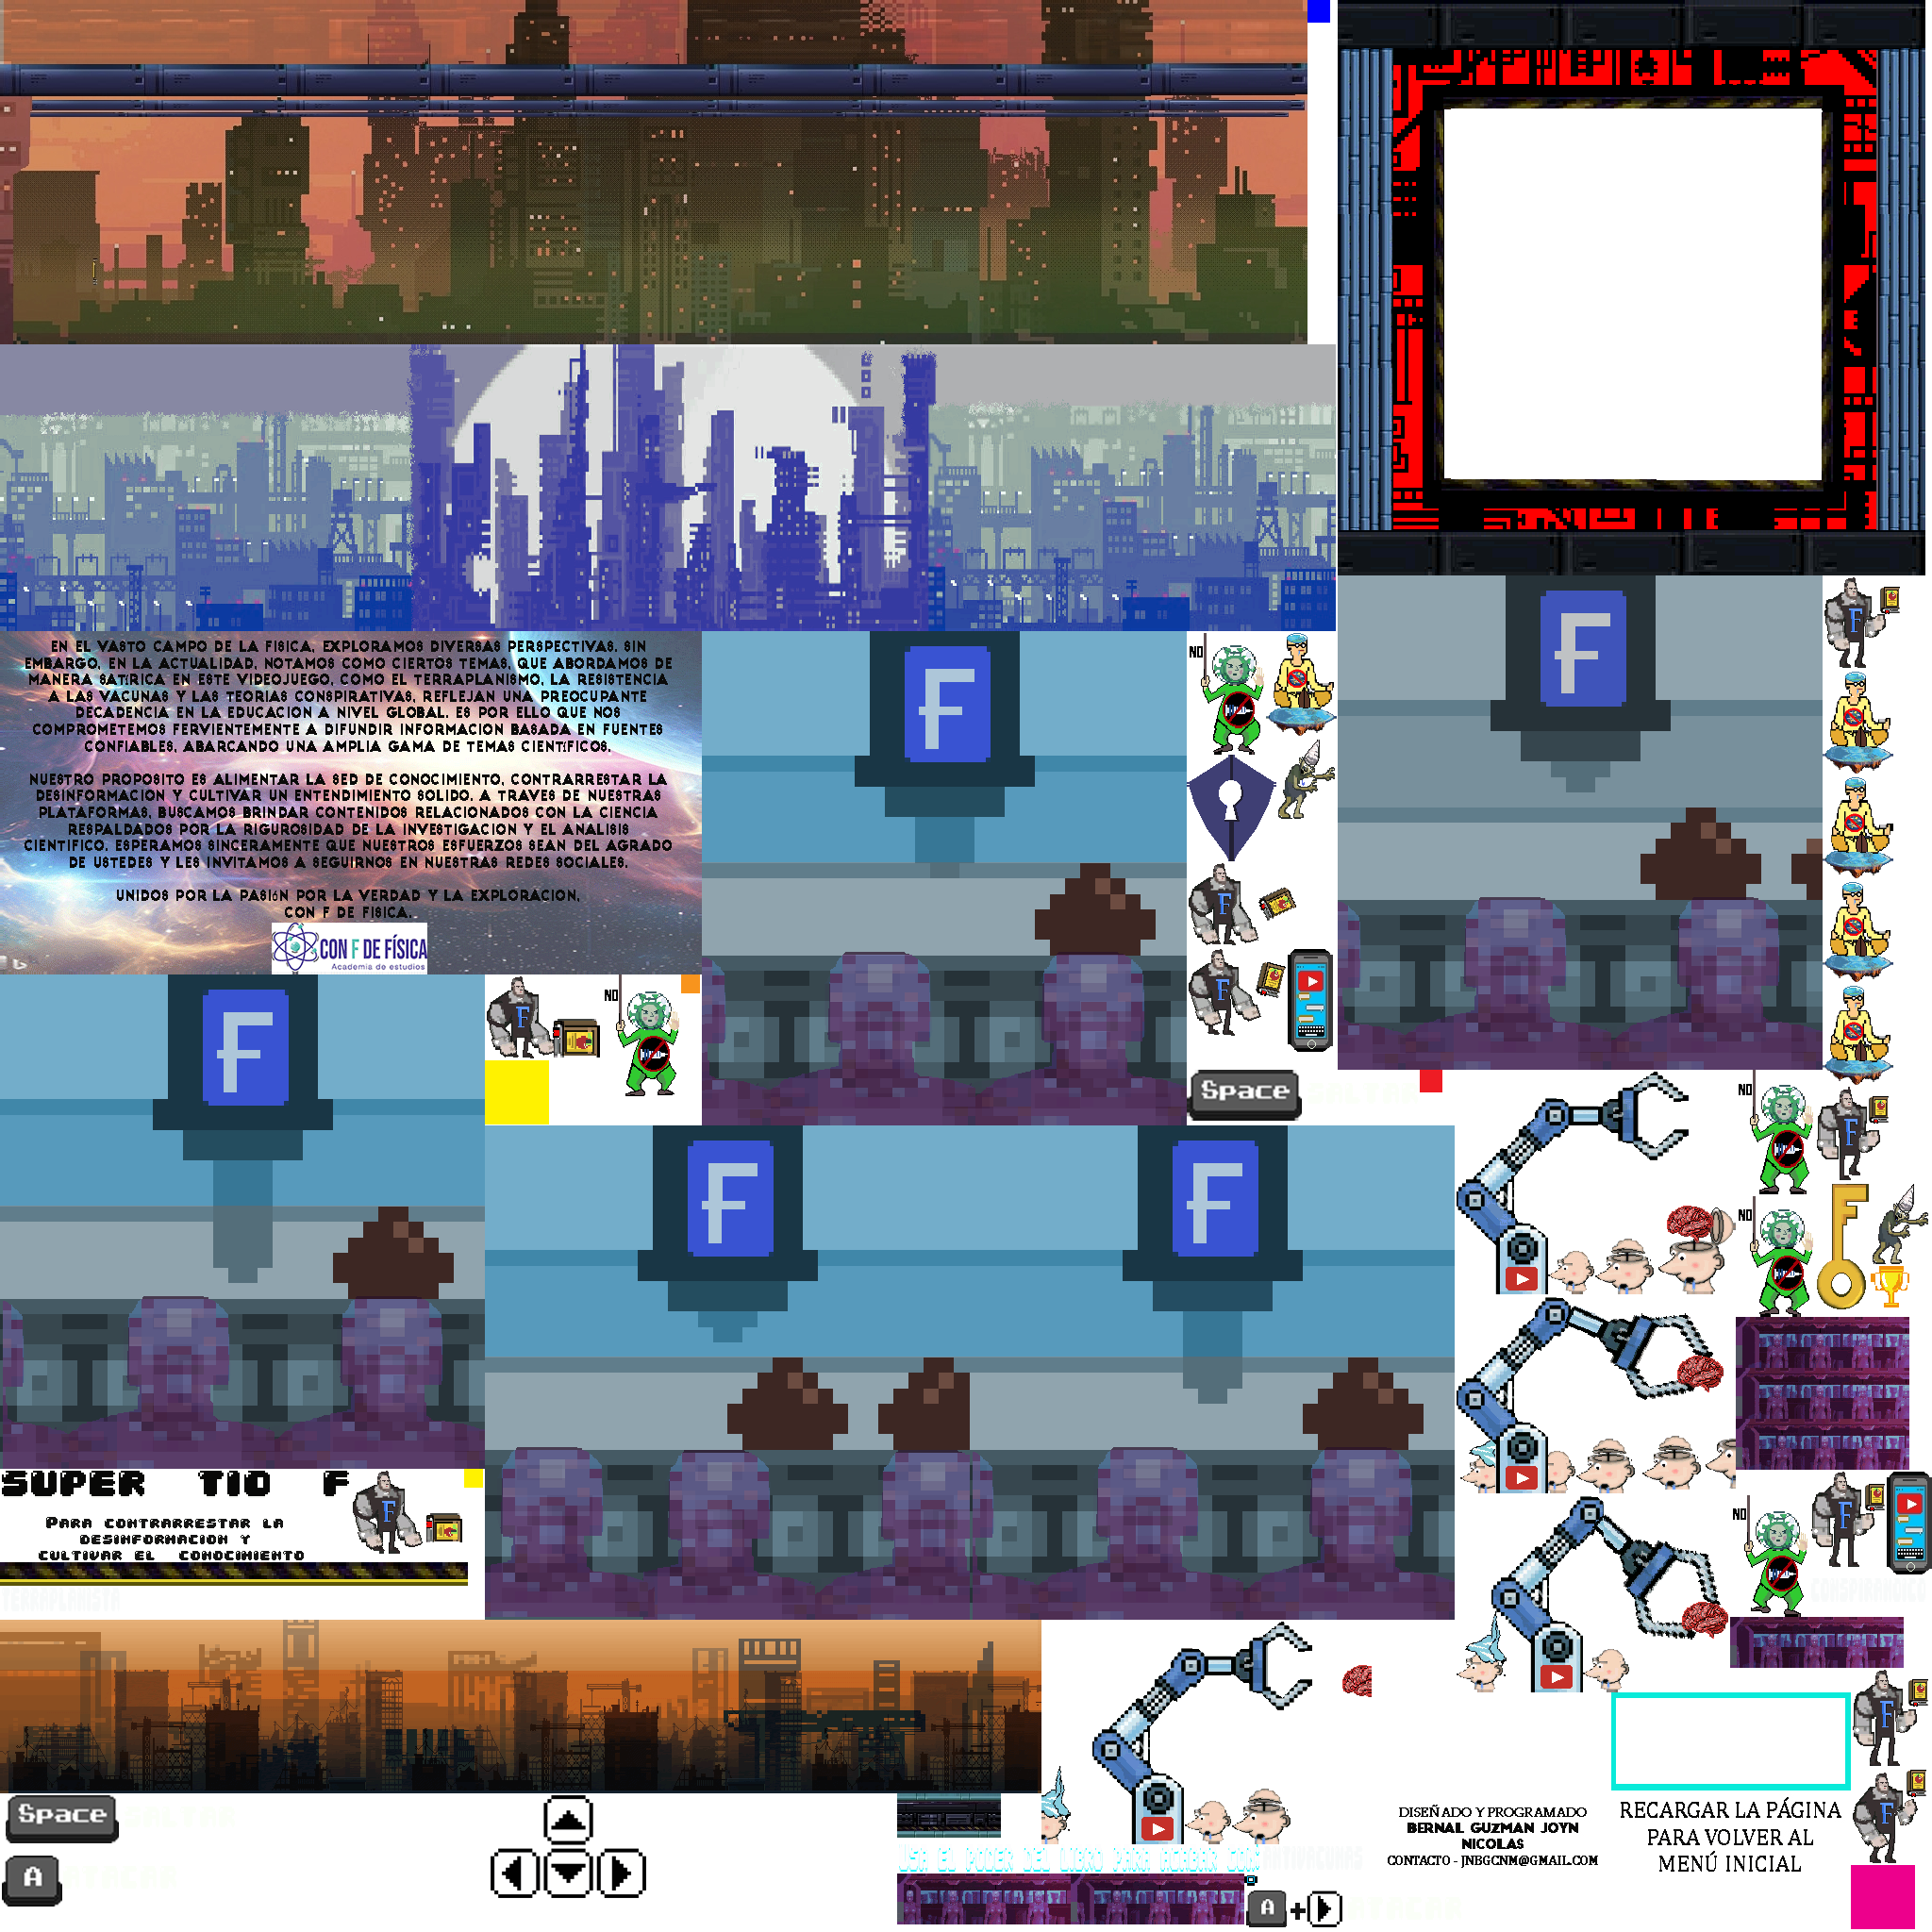 EN EL VASTO CAMPO DE LA FISICA, EXPLORAMOS DIVERSAS PERSPECTIVAS. SIN
EMBARGO, EN LA ACTUALIDAD, NOTAMOS COMO CIERTOS TEMAS, QUE ABORDAMOS DE
MANERA SATIRICA EN ESTE VIDEOJUEGO, COMO EL TERRAPLANISMO, LA RESISTENCIA
A LAS VACUNAS Y LAS TEORIAS CONSPIRATIVAS, REFLEJAN UNA PREOCUPANTE
DECADENCIA EN LA EDUCACION A NIVEL GLOBAL. ES POR ELLO QUE NOS
COMPROMETEMOS FERVIENTEMENTE A DIFUNDIR INFORMACION BASADA EN FUENTES
CONFIABLES, ABARCANDO UNA AMPLIA GAMA DE TEMAS CIENTIFICOS.
NUESTRO PROPOSITO ES ALIMENTAR LA SED DE CONOCIMIENTO, CONTRARRESTAR LA
DESINFORMACION Y CULTIVAR UN ENTENDIMIENTO SOLIDO. A TRAVES DE NUESTRAS
PLATAFORMAS, BUSCAMOS BRINDAR CONTENIDOS RELACIONADOS CON LA CIENCIA
RESPALDADOS POR LA RIGUROSIDAD DE LA INVESTIGACION Y EL ANALISIS
CIENTIFICO. ESPERAMOS SINCERAMENTE QUE NUESTROS ESFUERZOS SEAN DEL AGRADO
DE USTEDES Y LES INVITAMOS A SEGUIRNOS EN NUESTRAS REDES SOCIALES.
UNIDOS POR LA PASIÓN POR LA VERDAD Y LA EXPLORACION,
CON F DE FISICA.
CON F DE FÍSICA
Academia de estudios
F
F
F
F
F
NO
F
F
Space
F
NO
F
NO
F
NO
F
NO
F
SUPER TIO F
F
PARA CONTRARRESTAR LA
DESINFORMACION Y
CULTIVAR EL CONOCIMIENTO
TERRAPLANISTA
CONSPIRANOICO
F
F
Space
A
USA EL PODER DEL LIBRO PARA
ANTIVACUNAS
A +
DISEÑADO Y PROGRAMADO
BERNAL GUZMAN JOYN
NICOLAS
CONTACTO - JNBGCNM@GMAIL.COM
RECARGAR LA PÁGINA
PARA VOLVER AL
MENÚ INICIAL